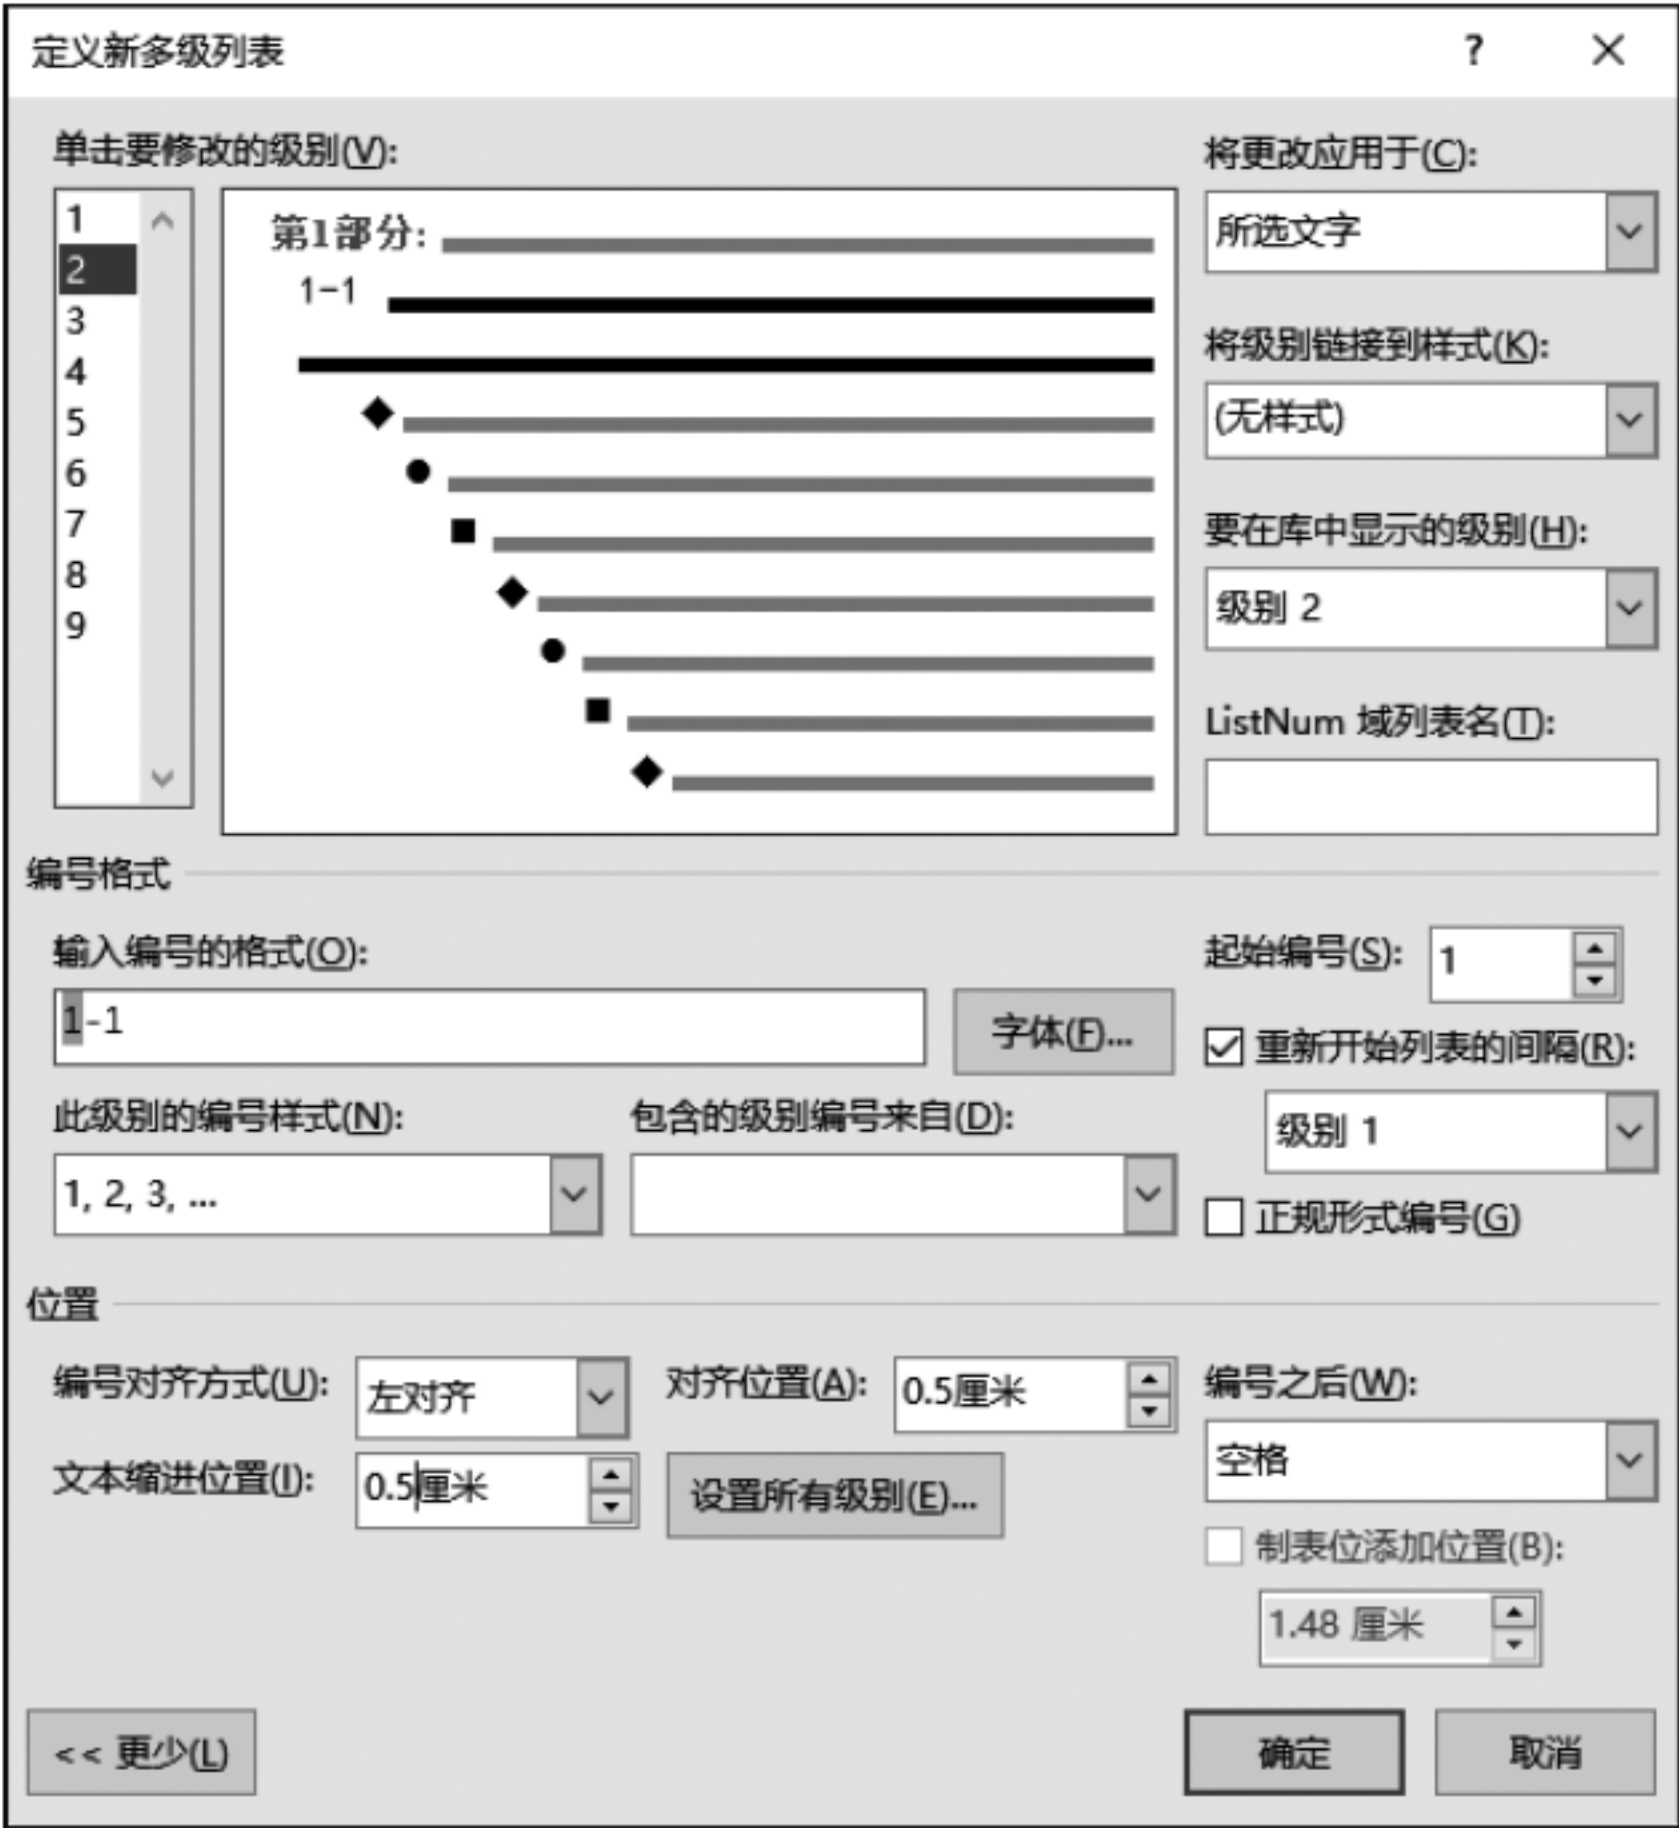 定义新多级列表
?
单击要修改的级别(V):
1
2
3
4
5
6
7
8
9
第1部分:
1-1
将更改应用于(C):
所选文字
将级别链接到样式(K):
(无样式)
要在库中显示的级别(H):
级别 2
ListNum 域列表名(T):
编号格式
输入编号的格式(O):
1-1
字体(F)...
起始编号(S): 1
重新开始列表的间隔(R):
级别 1
此级别的编号样式(N):
1, 2, 3, ...
包含的级别编号来自(D):
正规形式编号(G)
位置
编号对齐方式(U): 左对齐
对齐位置(A): 0.5厘米
文本缩进位置(I): 0.5厘米
设置所有级别(E)...
编号之后(W):
空格
制表位添加位置(B):
1.48 厘米
<< 更少(L)
确定
取消